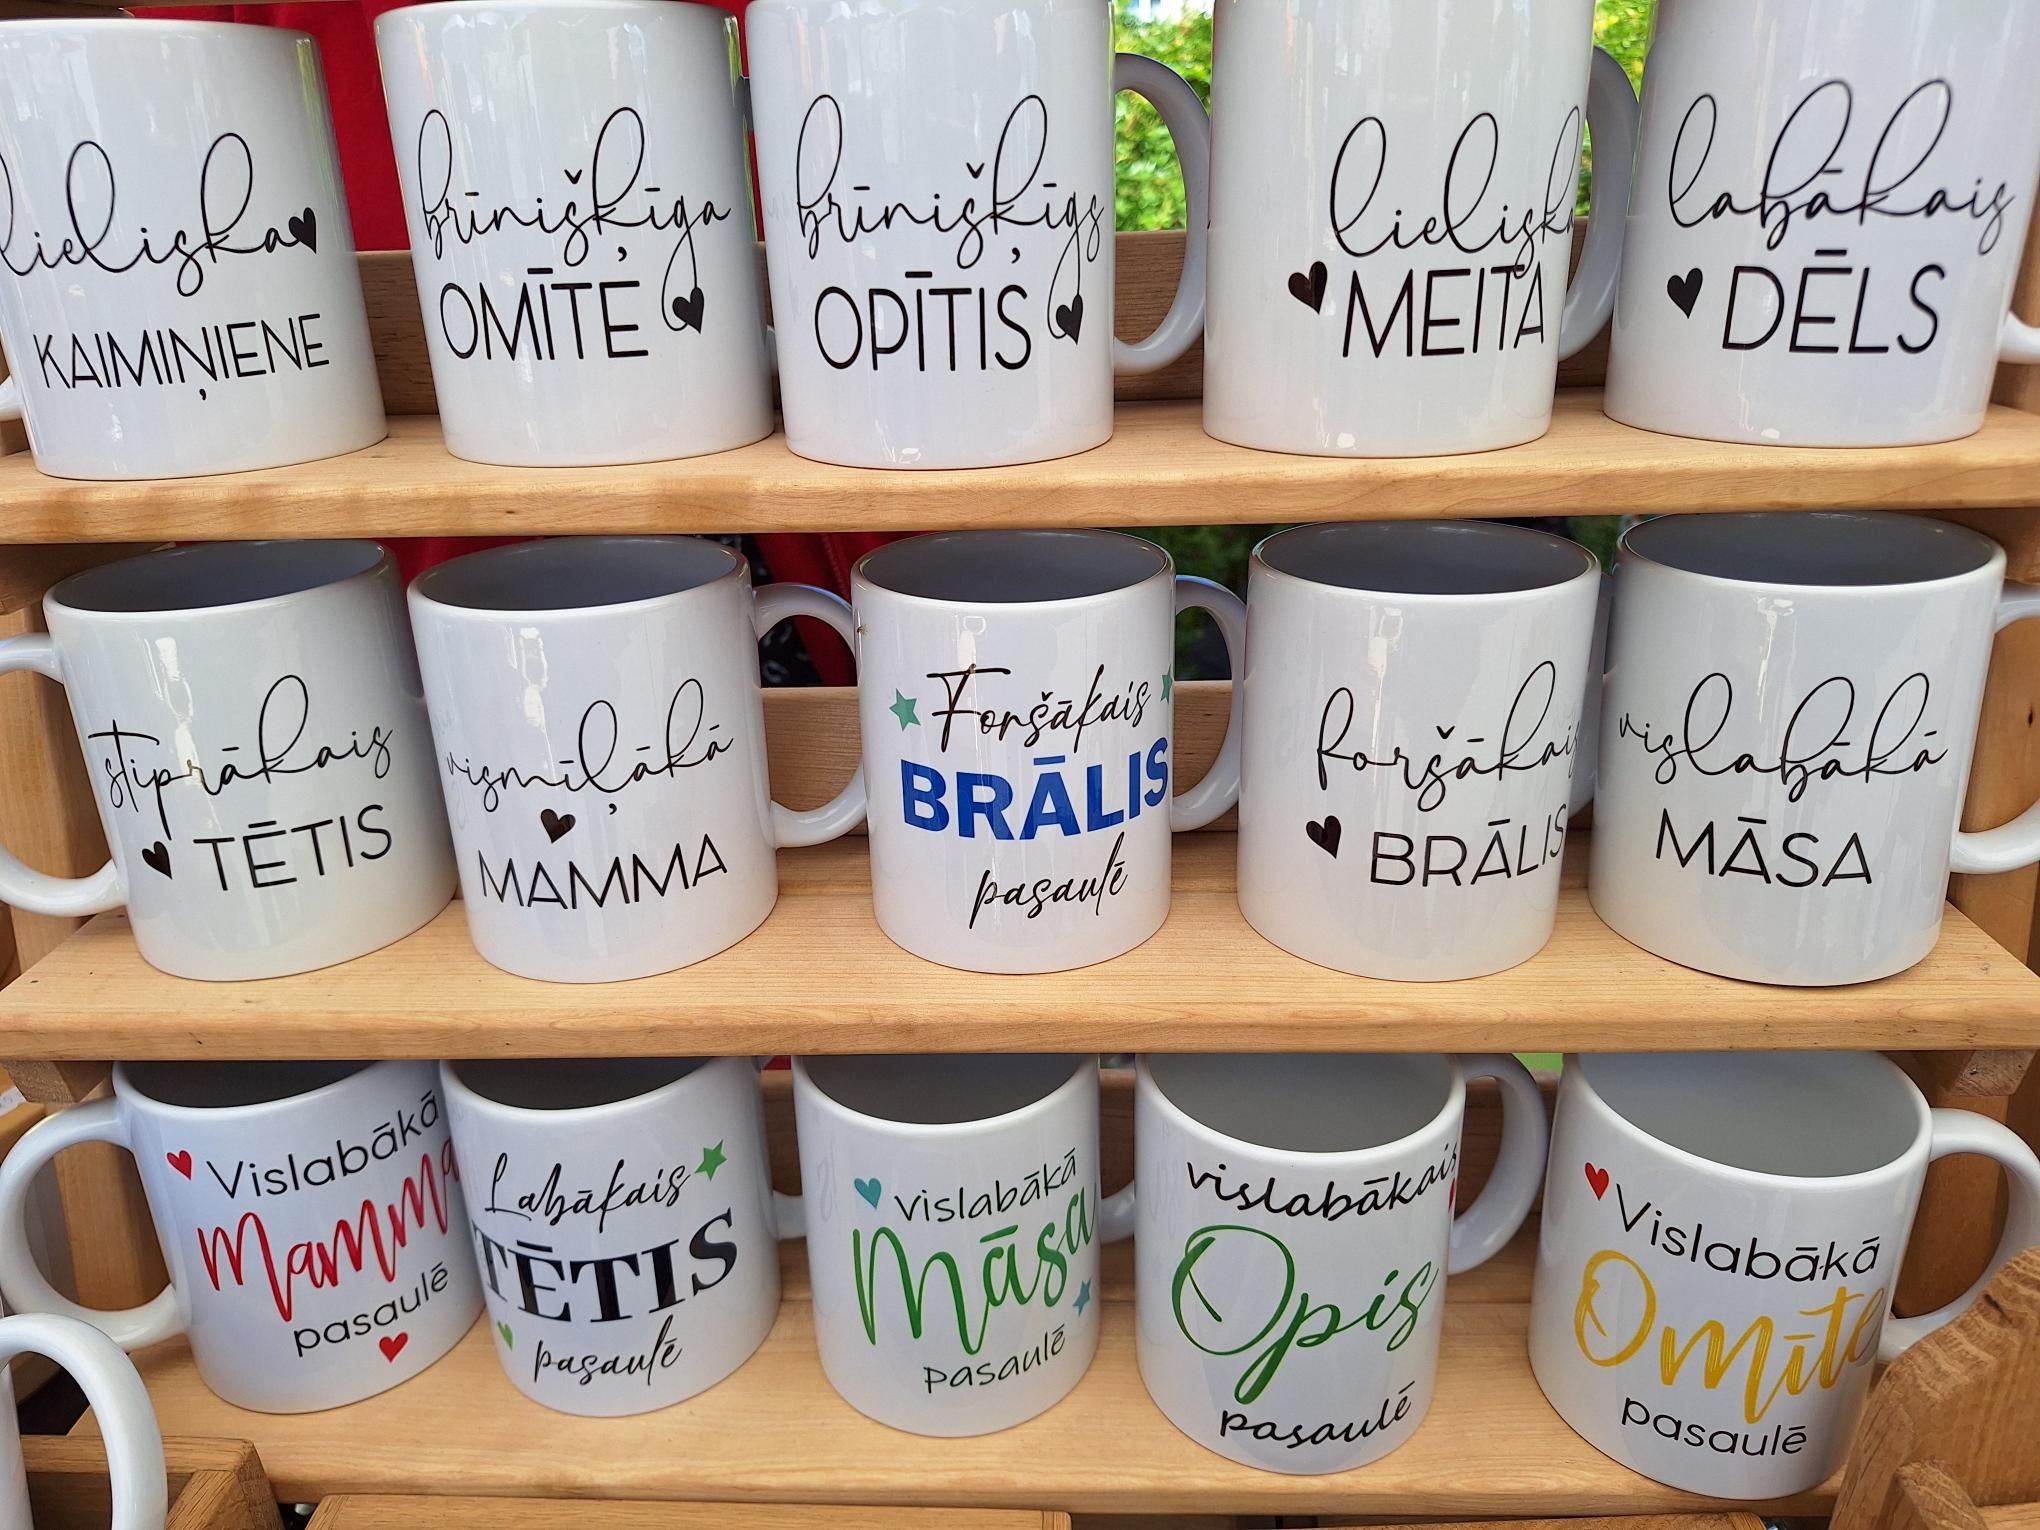 lieliska
KAIMIŅIENE
brīnišķīga
OMĪTE
brīnišķīgs
OPĪTIS
lieliska
MEITA
labākais
DĒLS
stiprākais
TĒTIS
vismīļākā
MAMMA
Foršākais
BRĀLIS
pasaulē
foršākais
BRĀLIS
vislabākā
MĀSA
Vislabākā
Mamma
pasaulē
Labākais
TĒTIS
pasaulē
vislabākā
Māsa
pasaulē
vislabākais
Opis
pasaulē
Vislabākā
Omīte
pasaulē